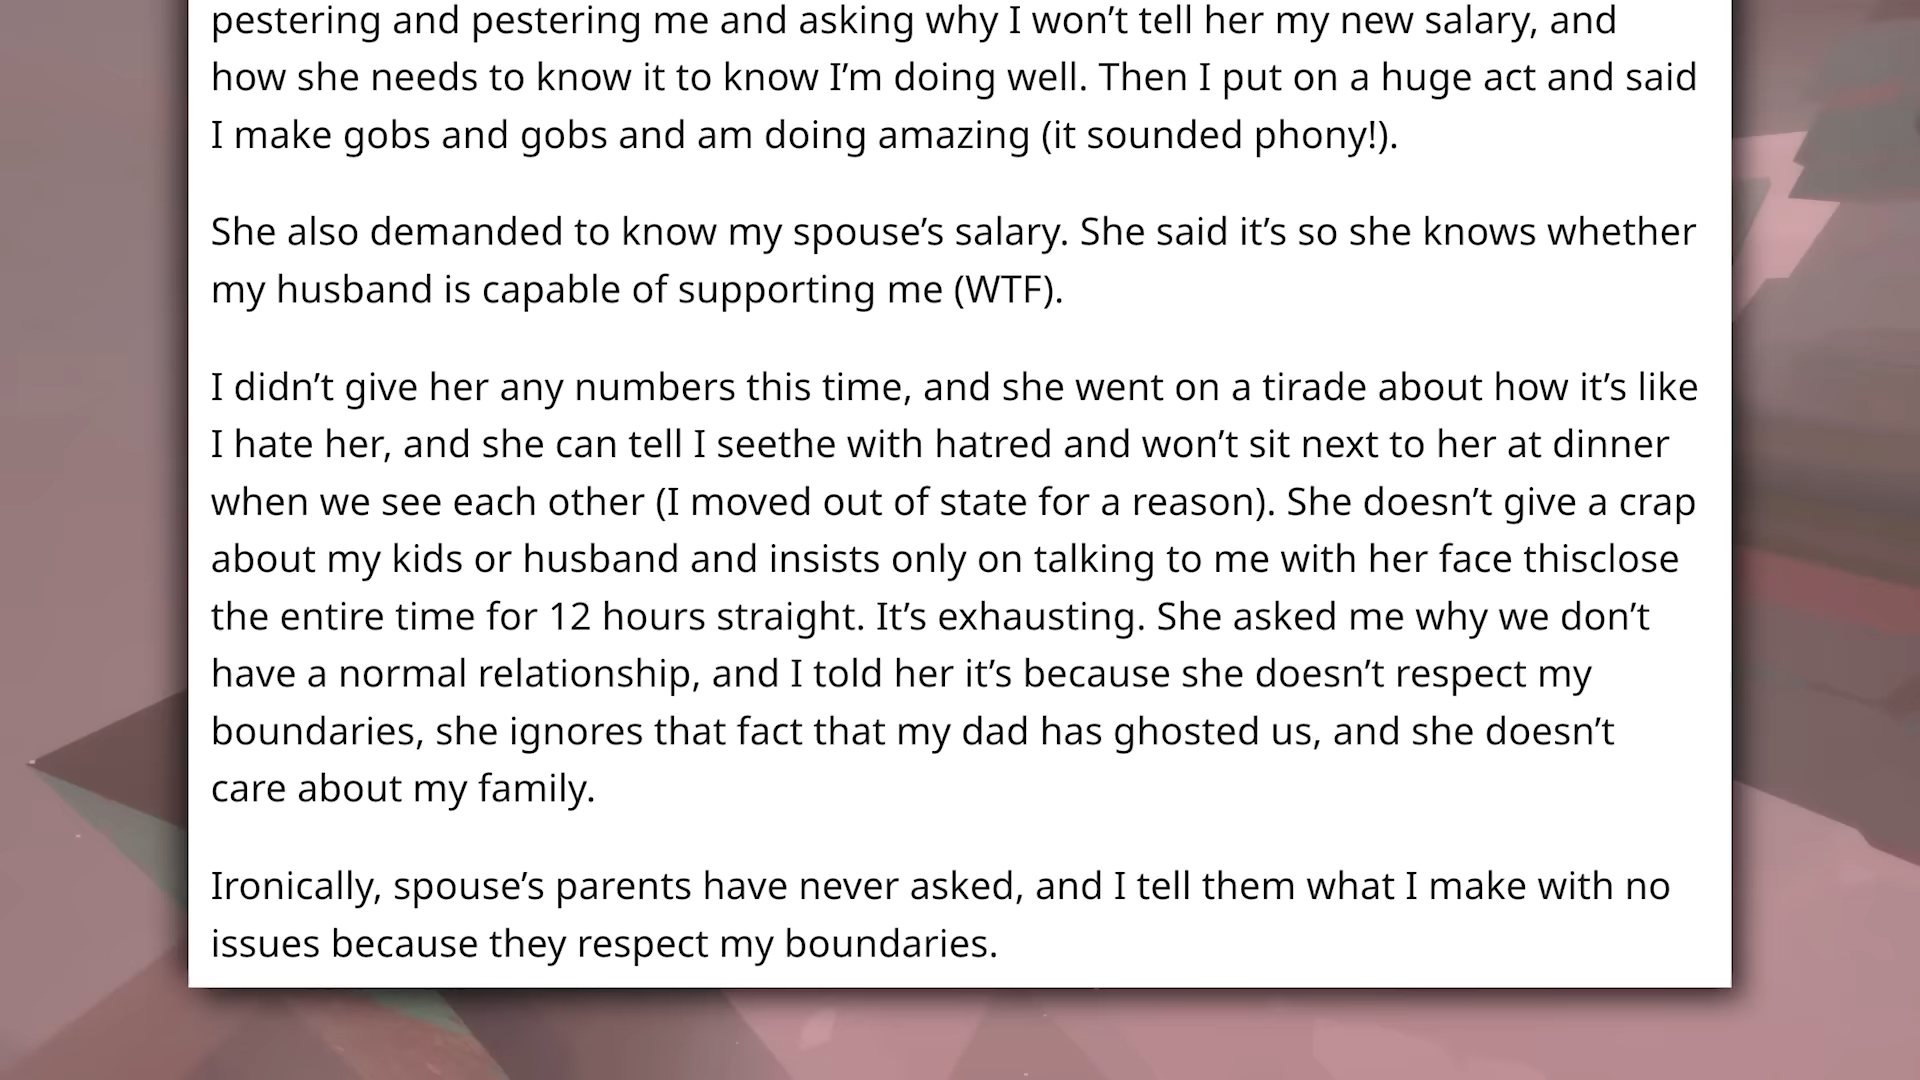 pestering and pestering me and asking why I won’t tell her my new salary, and
how she needs to know it to know I’m doing well. Then I put on a huge act and said
I make gobs and gobs and am doing amazing (it sounded phony!).
She also demanded to know my spouse’s salary. She said it’s so she knows whether
my husband is capable of supporting me (WTF).
I didn’t give her any numbers this time, and she went on a tirade about how it’s like
I hate her, and she can tell I seethe with hatred and won’t sit next to her at dinner
when we see each other (I moved out of state for a reason). She doesn’t give a crap
about my kids or husband and insists only on talking to me with her face thisclose
the entire time for 12 hours straight. It’s exhausting. She asked me why we don’t
have a normal relationship, and I told her it’s because she doesn’t respect my
boundaries, she ignores that fact that my dad has ghosted us, and she doesn’t
care about my family.
Ironically, spouse’s parents have never asked, and I tell them what I make with no
issues because they respect my boundaries.